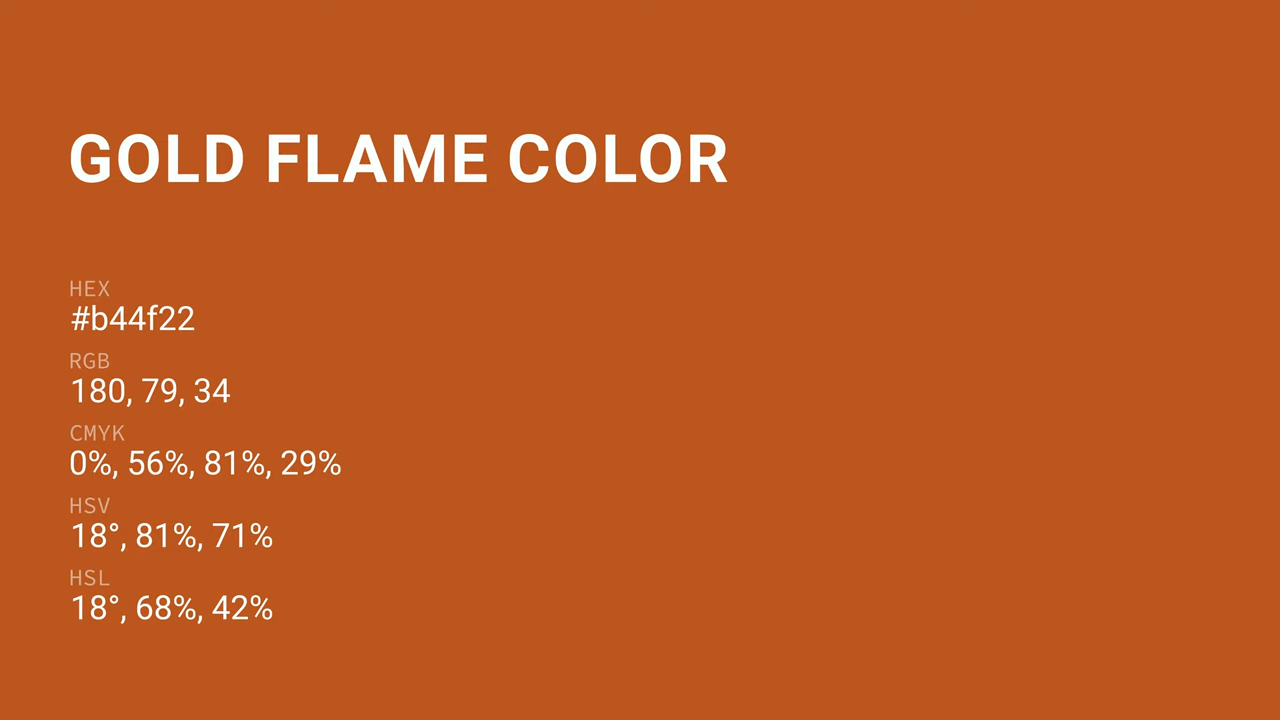 GOLD FLAME COLOR
HEX
#b44f22
RGB
180, 79, 34
CMYK
0%, 56%, 81%, 29%
HSV
18°, 81%, 71%
HSL
18°, 68%, 42%